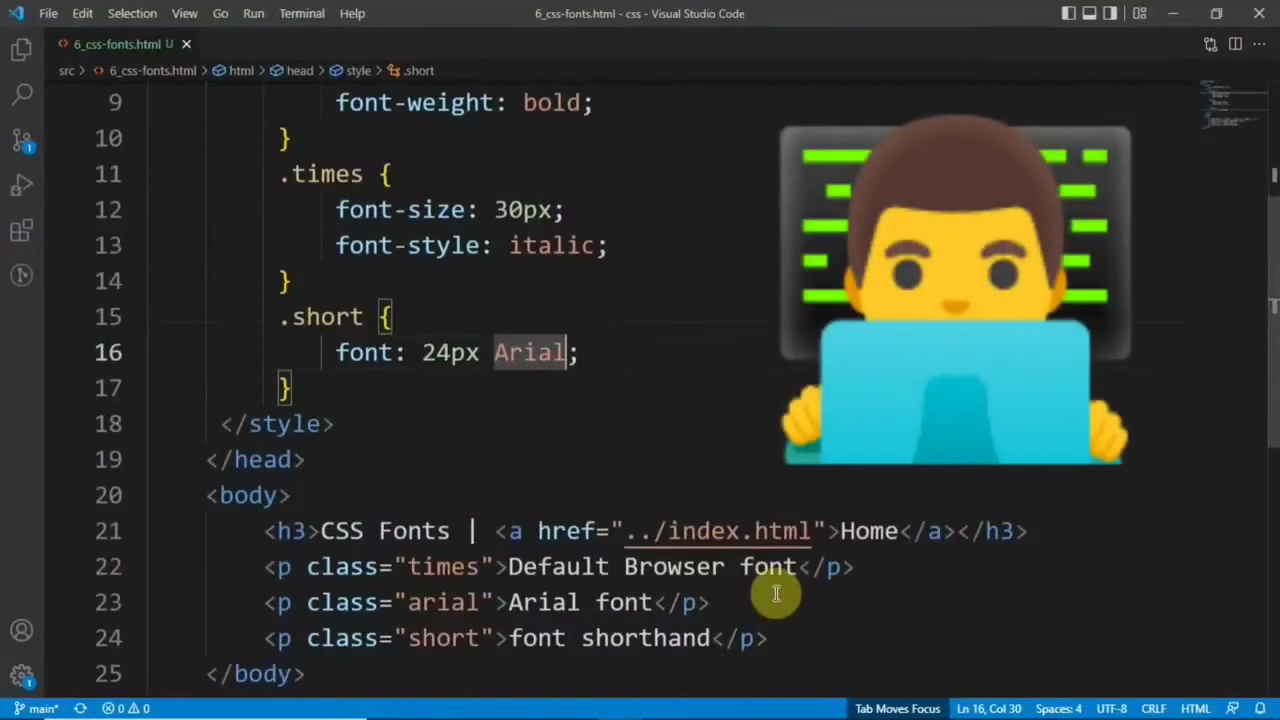 File Edit Selection View Go Run Terminal Help 6_css-fonts.html - css - Visual Studio Code
6_css-fonts.html U
src > 6_css-fonts.html > html > head > style > .short
9 font-weight: bold;
10 }
11 .times {
12 font-size: 30px;
13 font-style: italic;
14 }
15 .short {
16 font: 24px Arial;
17 }
18 </style>
19 </head>
20 <body>
21 <h3>CSS Fonts | <a href="../index.html">Home</a></h3>
22 <p class="times">Default Browser font</p>
23 <p class="arial">Arial font</p>
24 <p class="short">font shorthand</p>
25 </body>
1
1
main* 0 0 Tab Moves Focus Ln 16, Col 30 Spaces: 4 UTF-8 CRLF HTML